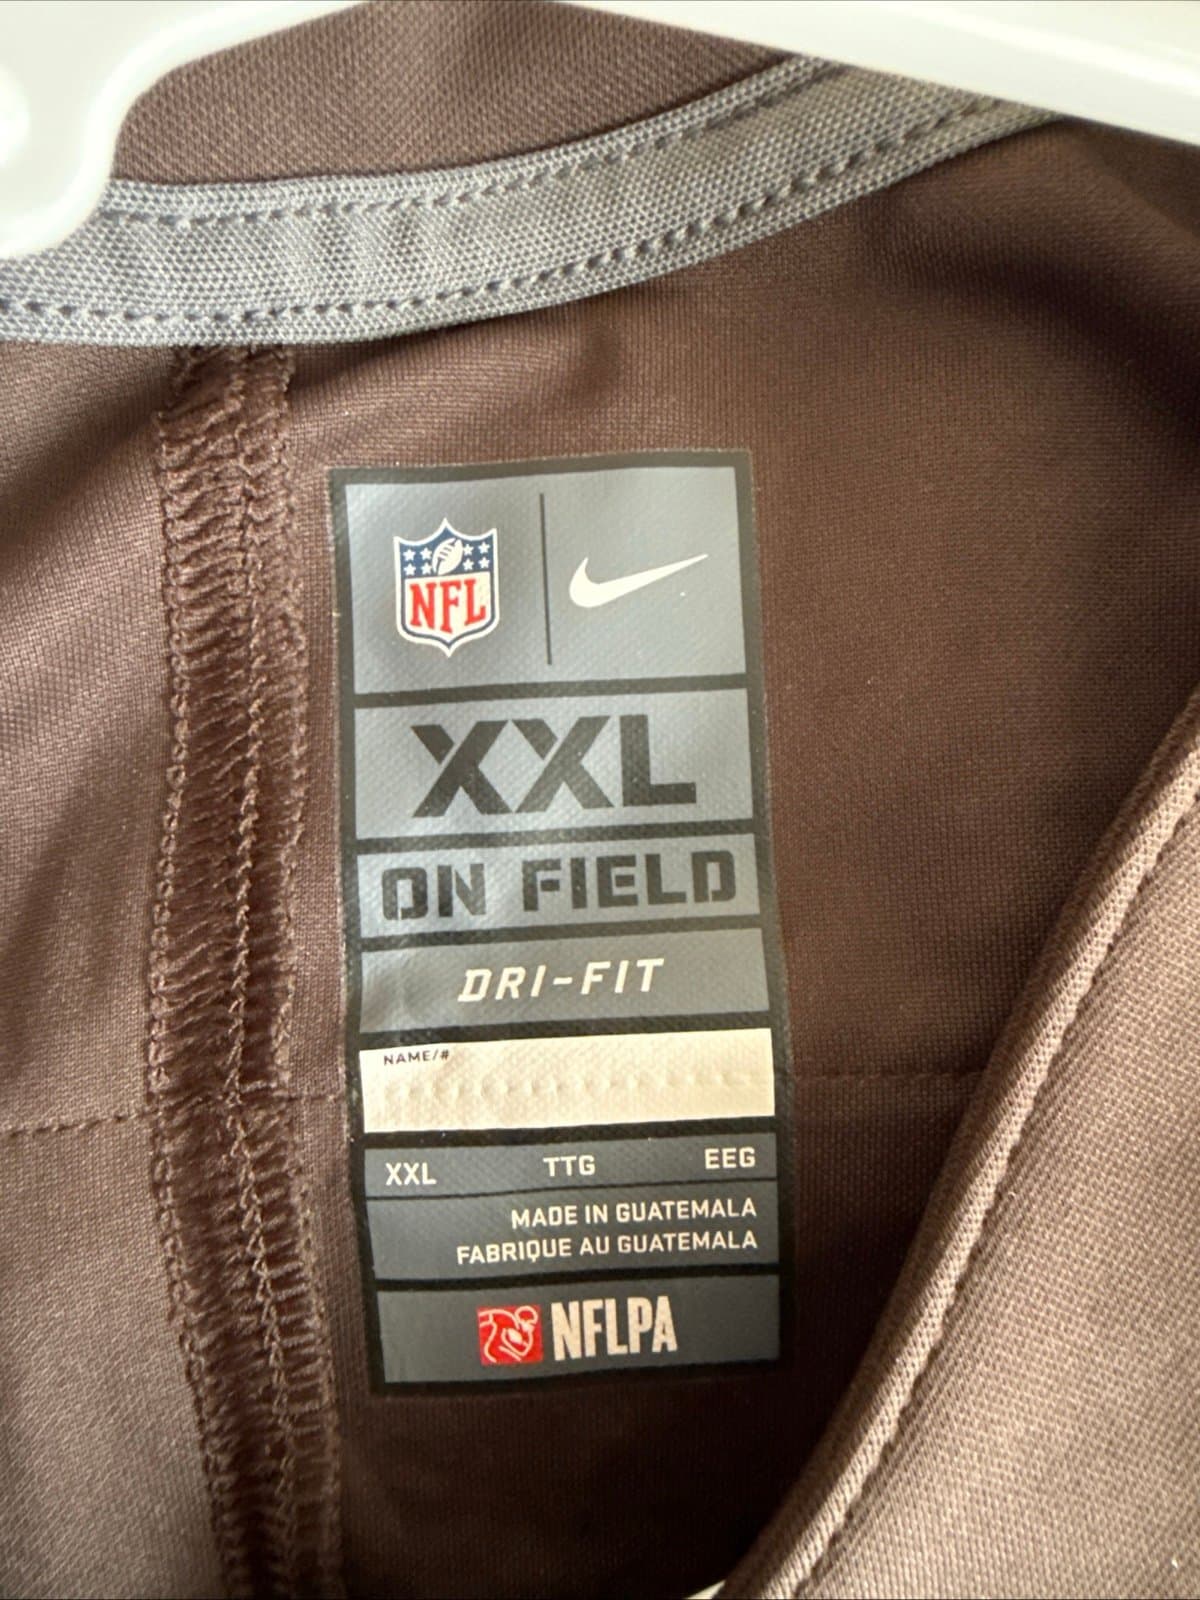 NFL
XXL
ON FIELD
DRI-FIT
NAME/#
XXL TTG EEG
MADE IN GUATEMALA
FABRIQUE AU GUATEMALA
NFLPA